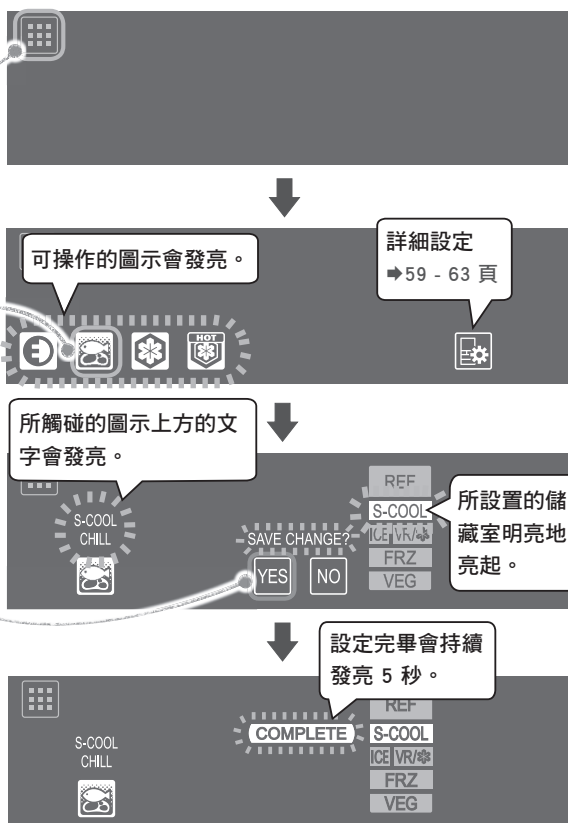 可操作的圖示會發亮。
詳細設定
➡59 - 63 頁
HOT
所觸碰的圖示上方的文
字會發亮。
S-COOL
CHILL
SAVE CHANGE?
YES
NO
REF
S-COOL
ICE VR/
FRZ
VEG
所設置的儲
藏室明亮地
亮起。
設定完畢會持續
發亮 5 秒。
S-COOL
CHILL
COMPLETE
REF
S-COOL
ICE VR/
FRZ
VEG